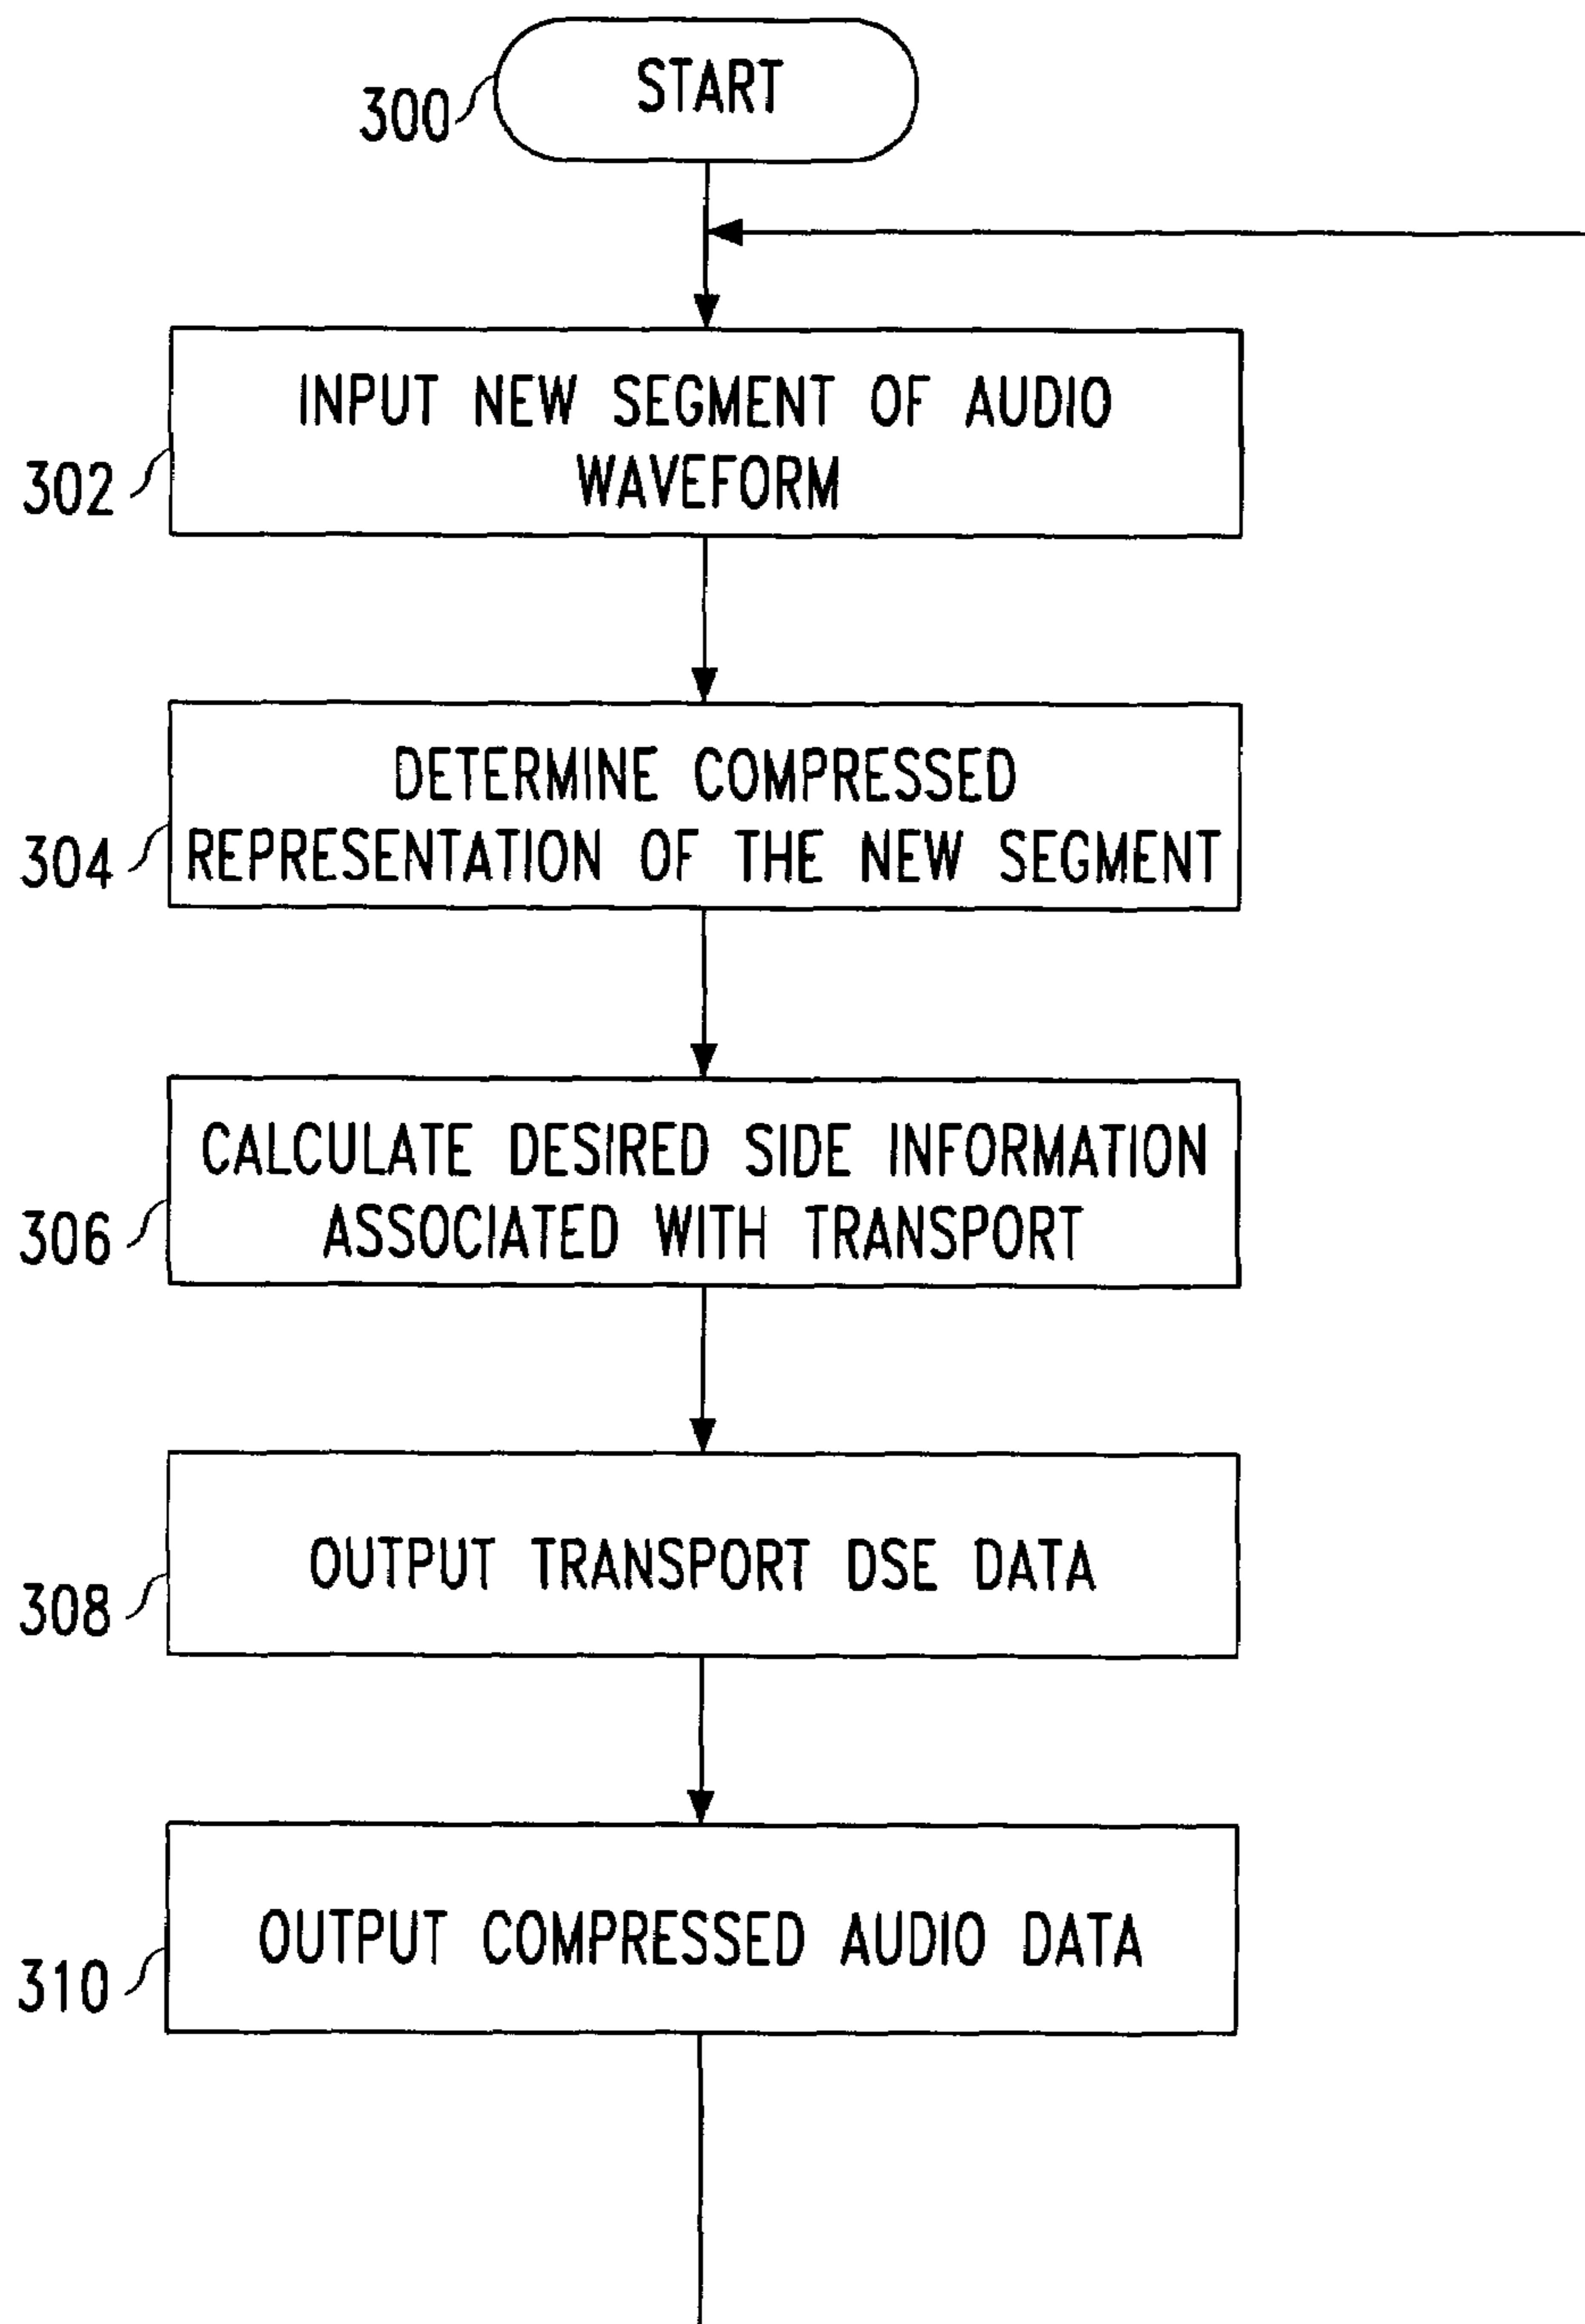 300
START
302
INPUT NEW SEGMENT OF AUDIO
WAVEFORM
304
DETERMINE COMPRESSED
REPRESENTATION OF THE NEW SEGMENT
306
CALCULATE DESIRED SIDE INFORMATION
ASSOCIATED WITH TRANSPORT
308
OUTPUT TRANSPORT DSE DATA
310
OUTPUT COMPRESSED AUDIO DATA